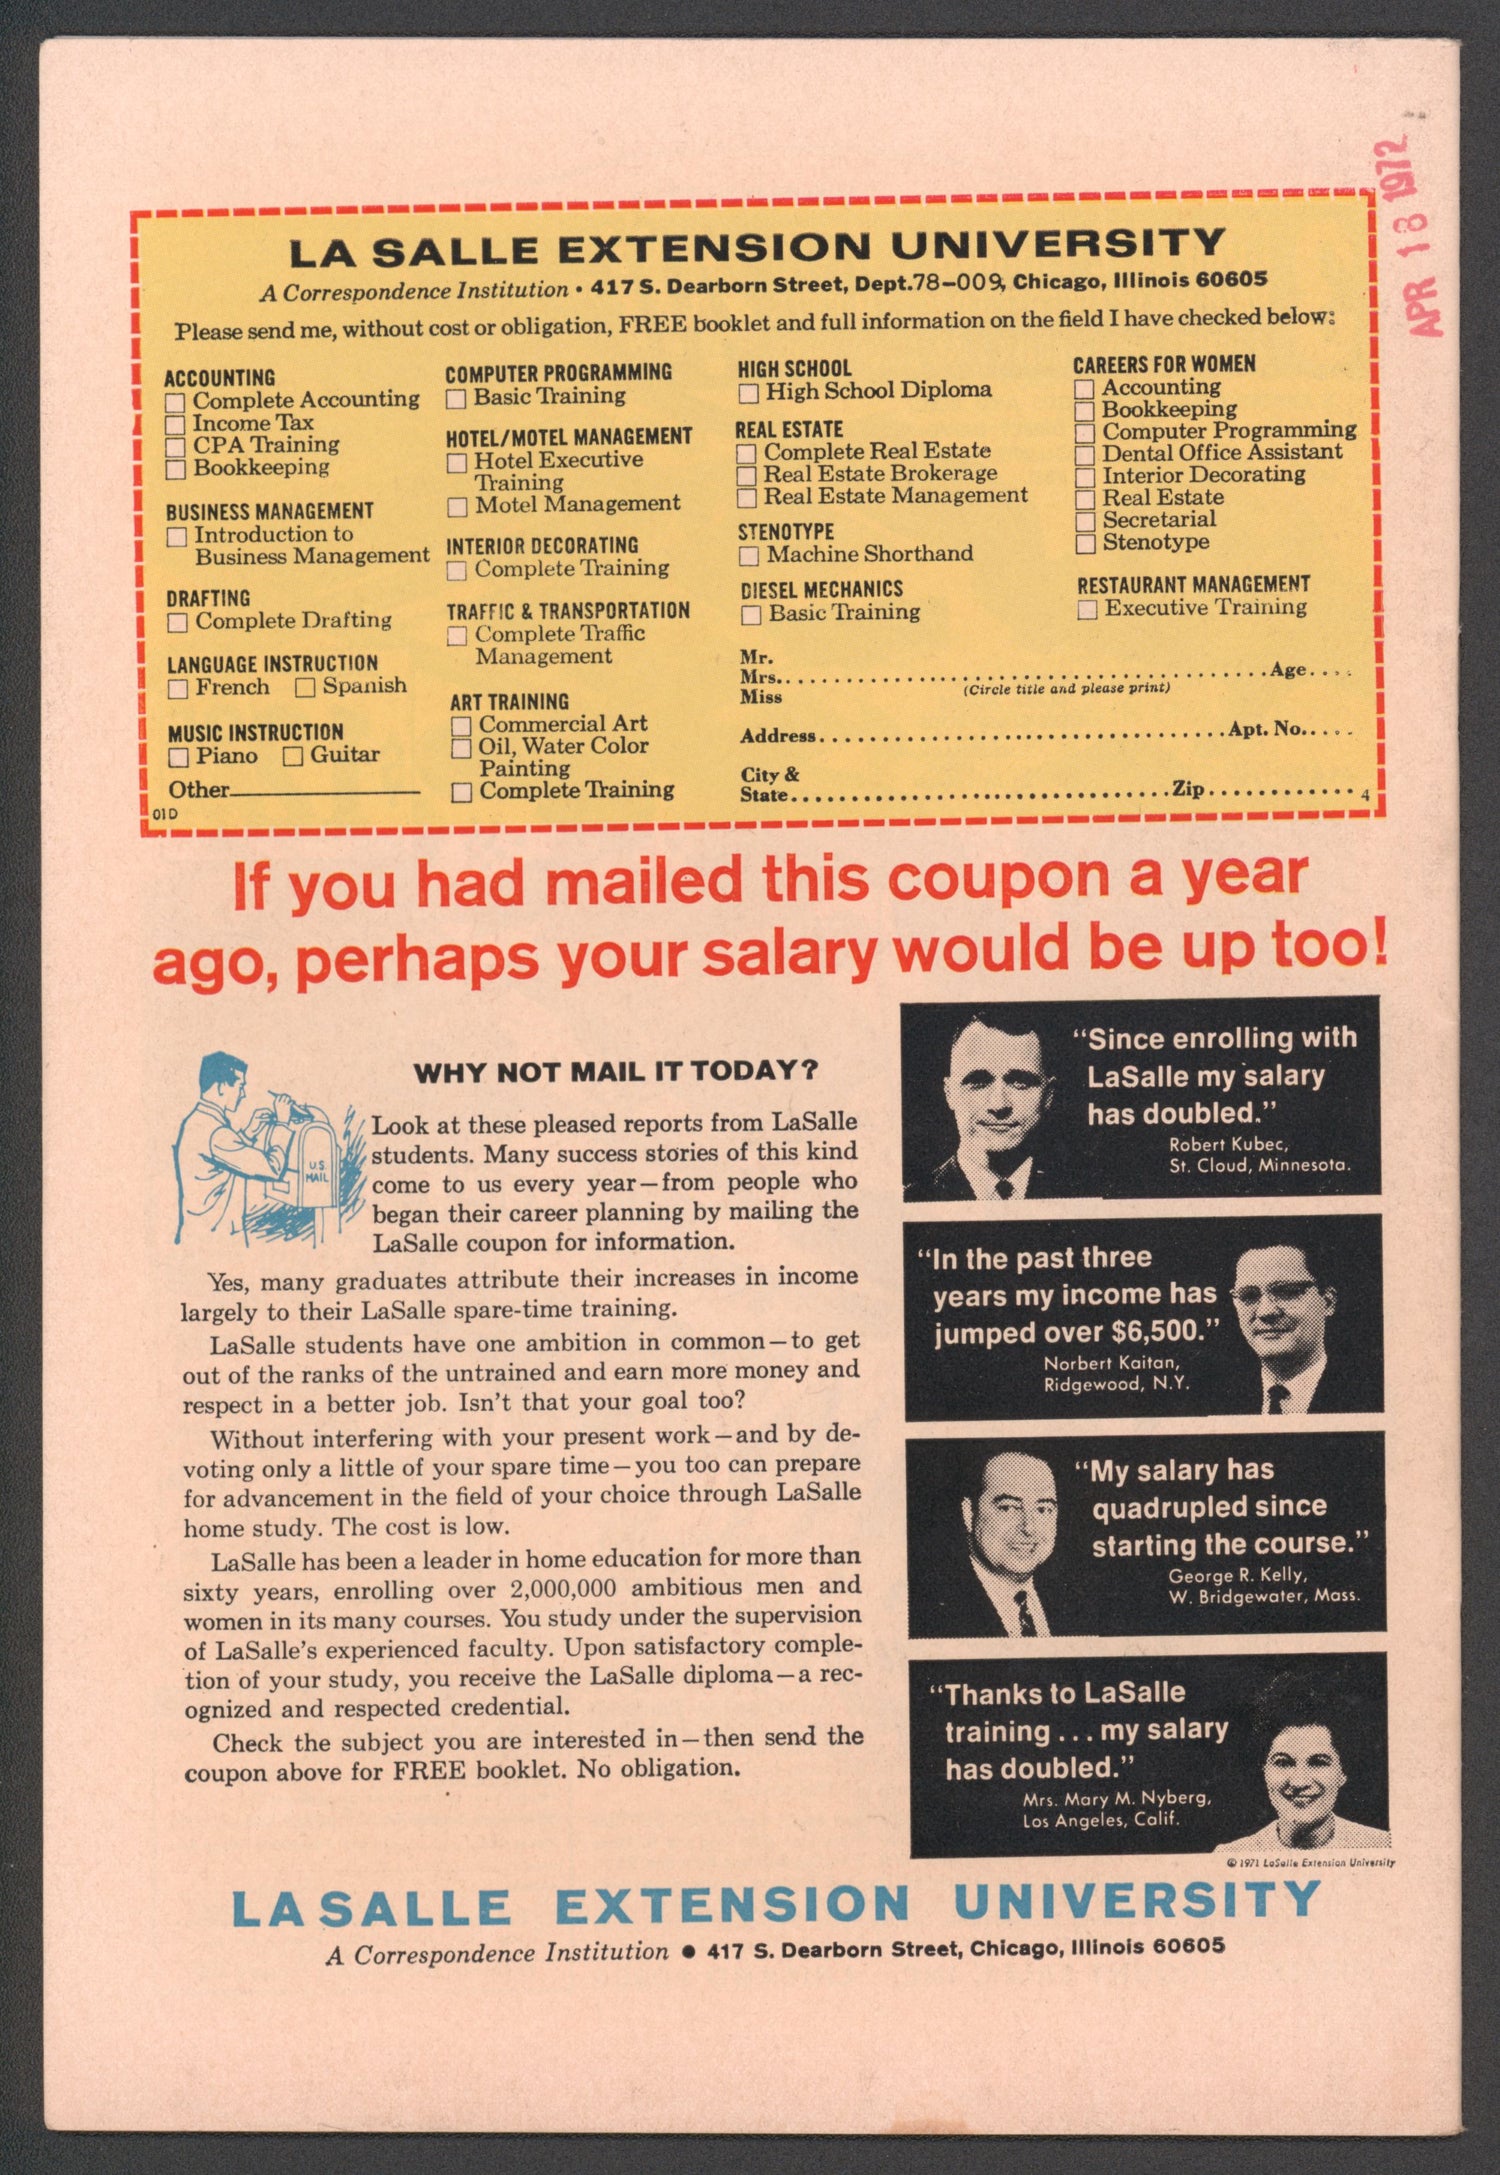 APR 18 1972
LA SALLE EXTENSION UNIVERSITY
A Correspondence Institution • 417 S. Dearborn Street, Dept.78-009, Chicago, Illinois 60605
Please send me, without cost or obligation, FREE booklet and full information on the field I have checked below:
ACCOUNTING
Complete Accounting
Income Tax
CPA Training
Bookkeeping
BUSINESS MANAGEMENT
Introduction to
Business Management
DRAFTING
Complete Drafting
LANGUAGE INSTRUCTION
French Spanish
MUSIC INSTRUCTION
Piano Guitar
Other
01D
COMPUTER PROGRAMMING
Basic Training
HOTEL/MOTEL MANAGEMENT
Hotel Executive
Training
Motel Management
INTERIOR DECORATING
Complete Training
TRAFFIC & TRANSPORTATION
Complete Traffic
Management
ART TRAINING
Commercial Art
Oil, Water Color
Painting
Complete Training
HIGH SCHOOL
High School Diploma
REAL ESTATE
Complete Real Estate
Real Estate Brokerage
Real Estate Management
STENOTYPE
Machine Shorthand
DIESEL MECHANICS
Basic Training
CAREERS FOR WOMEN
Accounting
Bookkeeping
Computer Programming
Dental Office Assistant
Interior Decorating
Real Estate
Secretarial
Stenotype
RESTAURANT MANAGEMENT
Executive Training
Mr.
Mrs. Age
Miss (Circle title and please print)
Address Apt. No.
City &
State Zip 4
If you had mailed this coupon a year
ago, perhaps your salary would be up too!
WHY NOT MAIL IT TODAY?
U.S.
MAIL
Look at these pleased reports from LaSalle
students. Many success stories of this kind
come to us every year—from people who
began their career planning by mailing the
LaSalle coupon for information.
Yes, many graduates attribute their increases in income
largely to their LaSalle spare-time training.
LaSalle students have one ambition in common—to get
out of the ranks of the untrained and earn more money and
respect in a better job. Isn't that your goal too?
Without interfering with your present work—and by de-
voting only a little of your spare time—you too can prepare
for advancement in the field of your choice through LaSalle
home study. The cost is low.
LaSalle has been a leader in home education for more than
sixty years, enrolling over 2,000,000 ambitious men and
women in its many courses. You study under the supervision
of LaSalle's experienced faculty. Upon satisfactory comple-
tion of your study, you receive the LaSalle diploma—a rec-
ognized and respected credential.
Check the subject you are interested in—then send the
coupon above for FREE booklet. No obligation.
"Since enrolling with
LaSalle my salary
has doubled."
Robert Kubec,
St. Cloud, Minnesota.
"In the past three
years my income has
jumped over $6,500."
Norbert Kaitan,
Ridgewood, N.Y.
"My salary has
quadrupled since
starting the course."
George R. Kelly,
W. Bridgewater, Mass.
"Thanks to LaSalle
training . . . my salary
has doubled."
Mrs. Mary M. Nyberg,
Los Angeles, Calif.
© 1971 LaSalle Extension University
LASALLE EXTENSION UNIVERSITY
A Correspondence Institution • 417 S. Dearborn Street, Chicago, Illinois 60605